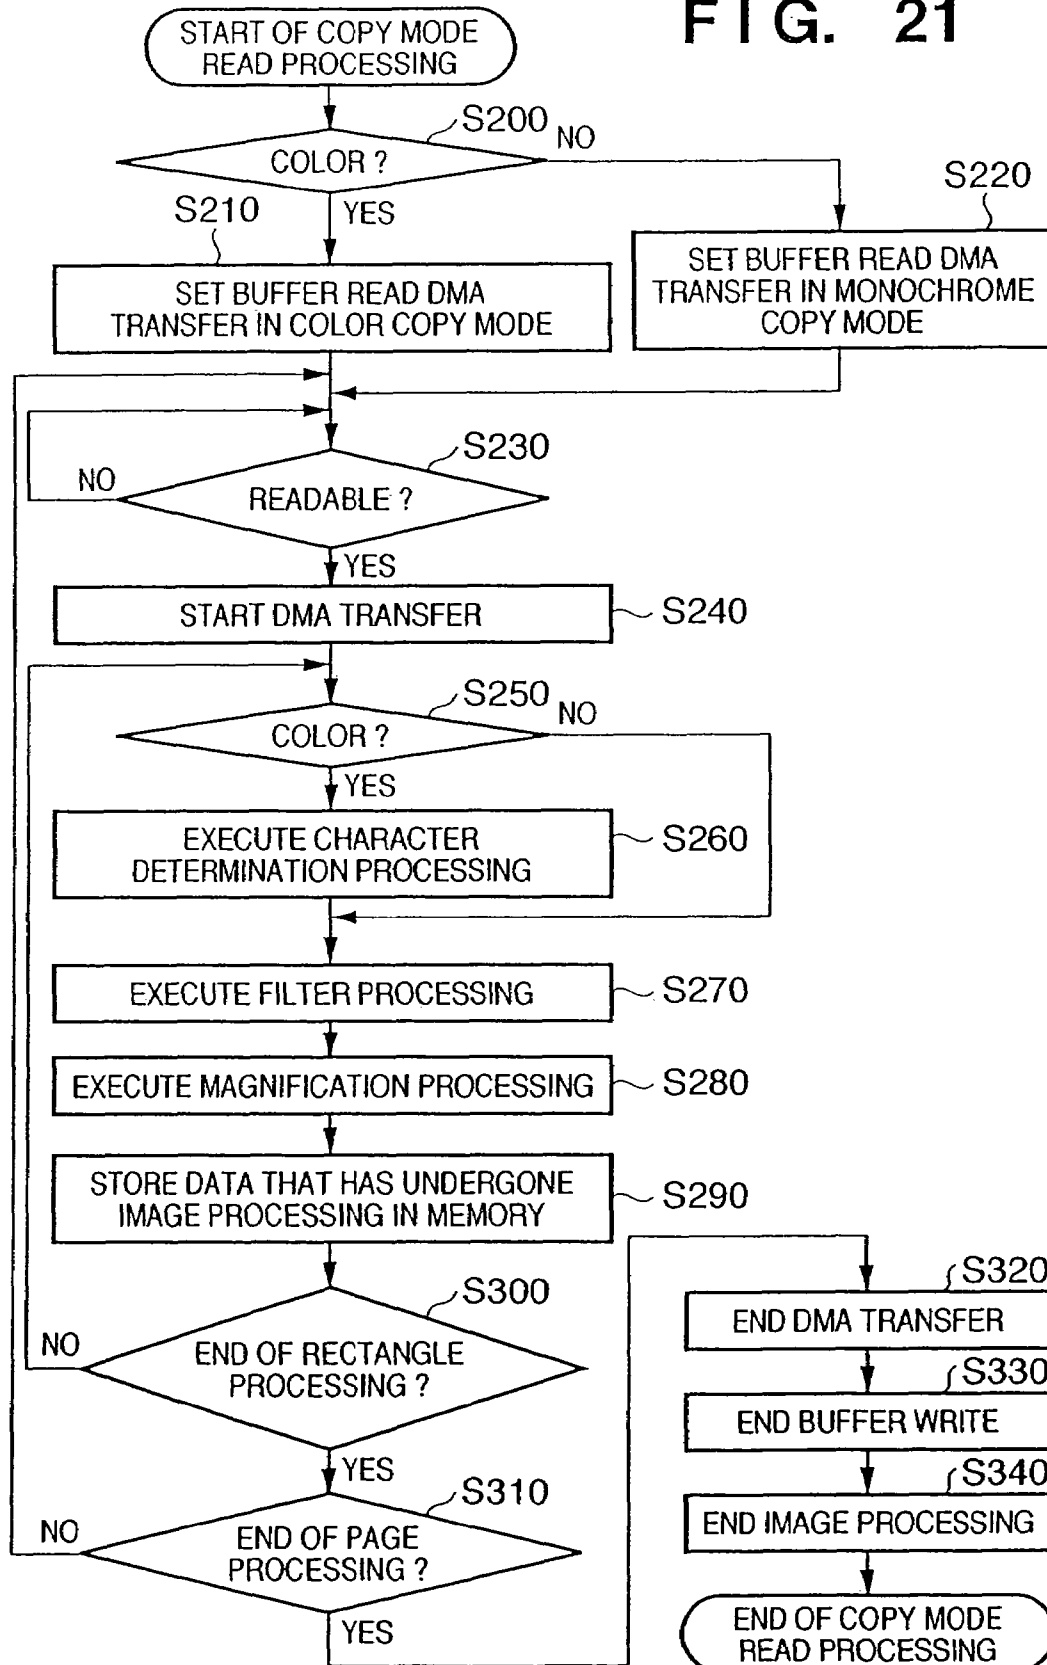 FIG. 21
START OF COPY MODE
READ PROCESSING
S200
COLOR ?
NO
YES
S210
SET BUFFER READ DMA
TRANSFER IN COLOR COPY MODE
S220
SET BUFFER READ DMA
TRANSFER IN MONOCHROME
COPY MODE
S230
READABLE ?
NO
YES
START DMA TRANSFER
S240
S250
COLOR ?
NO
YES
EXECUTE CHARACTER
DETERMINATION PROCESSING
S260
EXECUTE FILTER PROCESSING
S270
EXECUTE MAGNIFICATION PROCESSING
S280
STORE DATA THAT HAS UNDERGONE
IMAGE PROCESSING IN MEMORY
S290
S300
END OF RECTANGLE
PROCESSING ?
NO
YES
S310
END OF PAGE
PROCESSING ?
NO
YES
S320
END DMA TRANSFER
S330
END BUFFER WRITE
S340
END IMAGE PROCESSING
END OF COPY MODE
READ PROCESSING